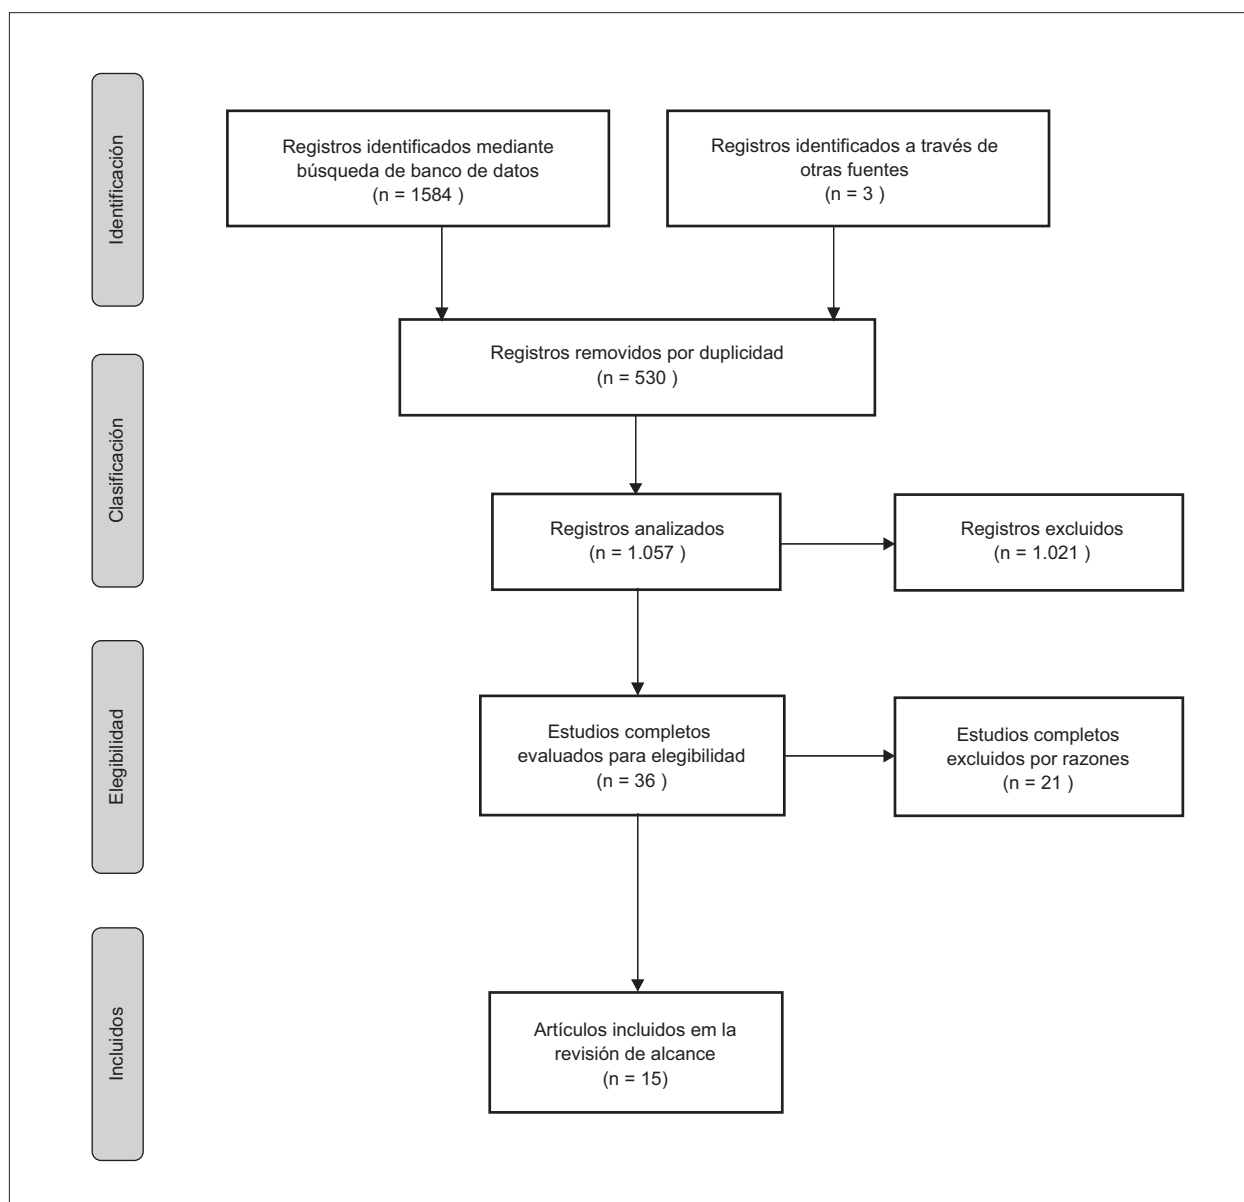 Identificación
Registros identificados mediante
búsqueda de banco de datos
(n = 1584 )
Registros identificados a través de
otras fuentes
(n = 3 )
Registros removidos por duplicidad
(n = 530 )
Clasificación
Registros analizados
(n = 1.057 )
Registros excluidos
(n = 1.021 )
Elegibilidad
Estudios completos
evaluados para elegibilidad
(n = 36 )
Estudios completos
excluidos por razones
(n = 21 )
Incluidos
Artículos incluidos em la
revisión de alcance
(n = 15)